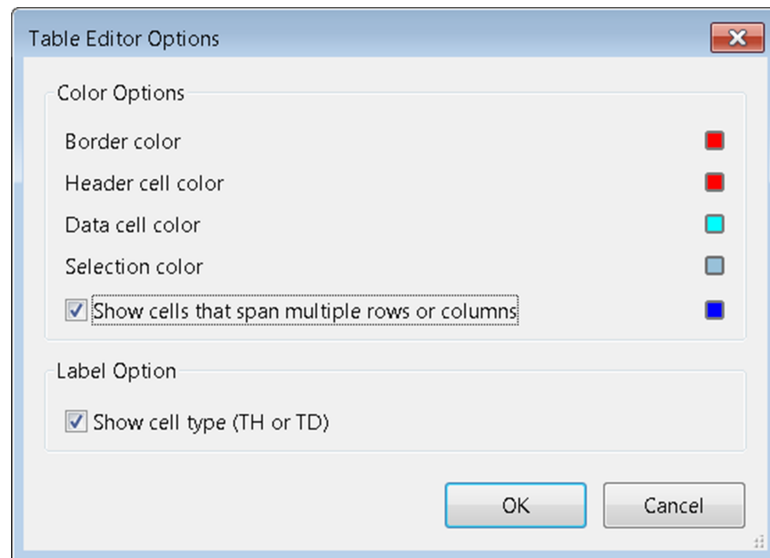 Table Editor Options
Color Options
Border color
Header cell color
Data cell color
Selection color
Show cells that span multiple rows or columns
Label Option
Show cell type (TH or TD)
OK
Cancel